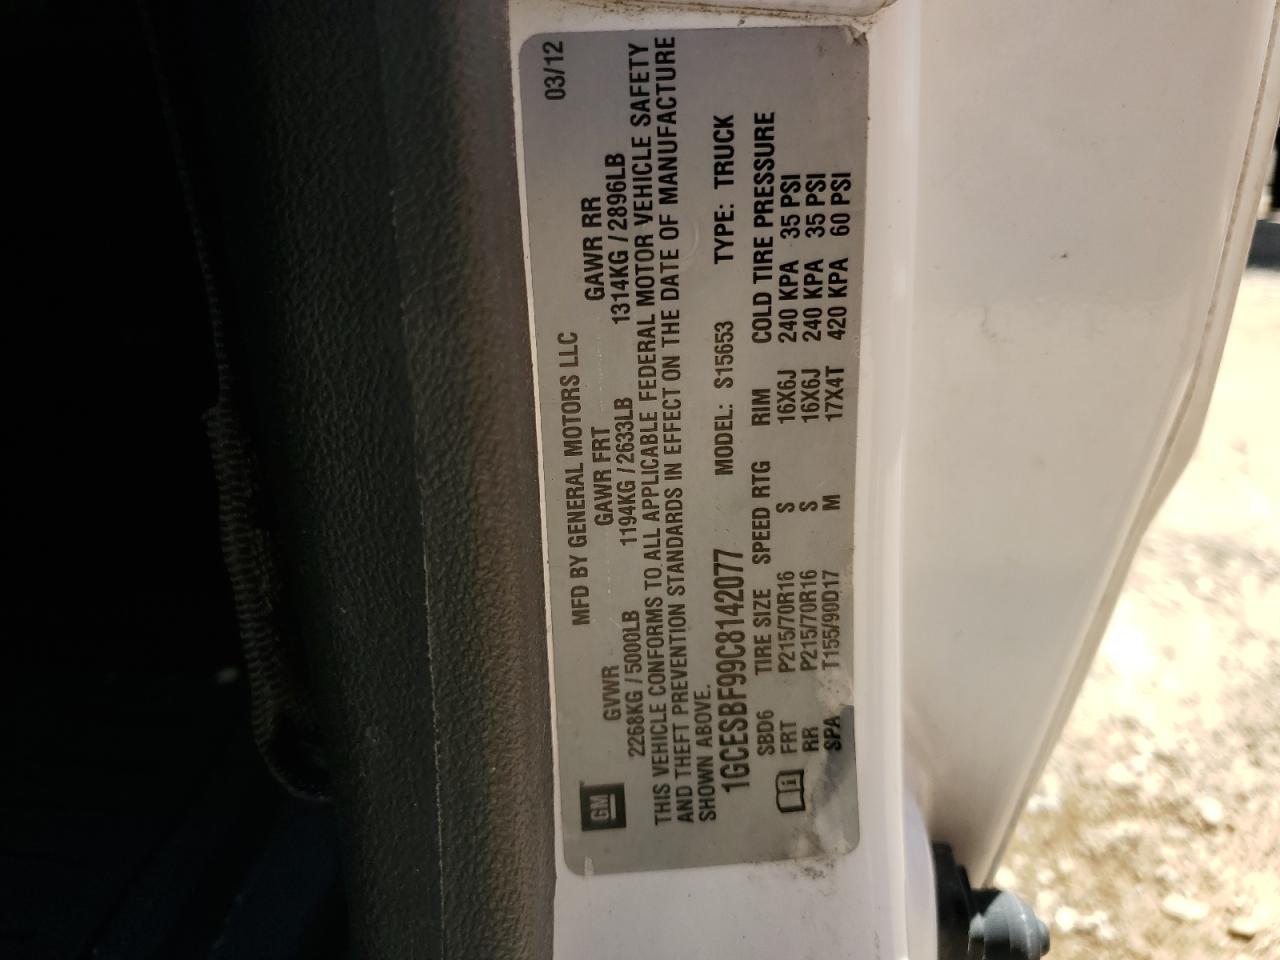 MFD BY GENERAL MOTORS LLC 03/12
GVWR GAWR FRT GAWR RR
2268KG / 5000LB 1194KG / 2633LB 1314KG / 2896LB
THIS VEHICLE CONFORMS TO ALL APPLICABLE FEDERAL MOTOR VEHICLE SAFETY
AND THEFT PREVENTION STANDARDS IN EFFECT ON THE DATE OF MANUFACTURE
SHOWN ABOVE.
1GCESBF99C8142077 MODEL: S15653 TYPE: TRUCK
SBD6 TIRE SIZE SPEED RTG RIM COLD TIRE PRESSURE
FRT P215/70R16 S 16X6J 240 KPA 35 PSI
RR P215/70R16 S 16X6J 240 KPA 35 PSI
SPA T155/90D17 M 17X4T 420 KPA 60 PSI
GM